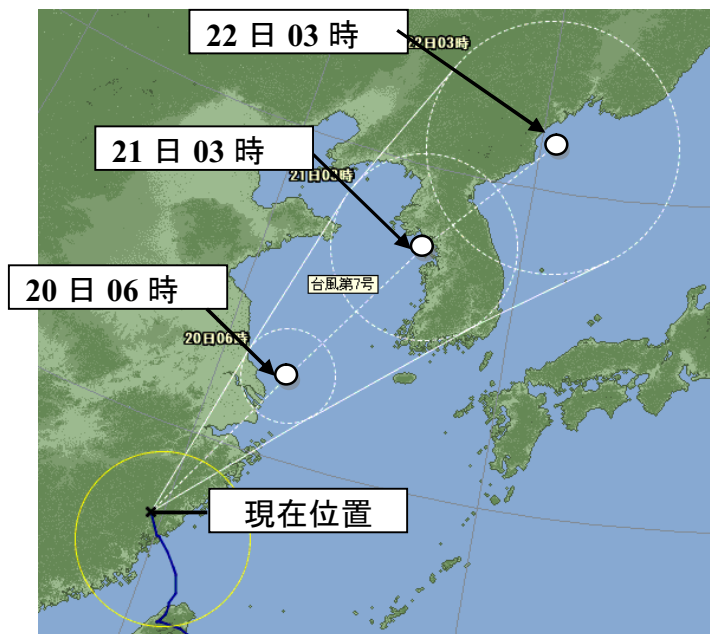 22 日 03 時
22日03時
21 日 03 時
21日03時
台風第7号
20 日 06 時
20日06時
現在位置